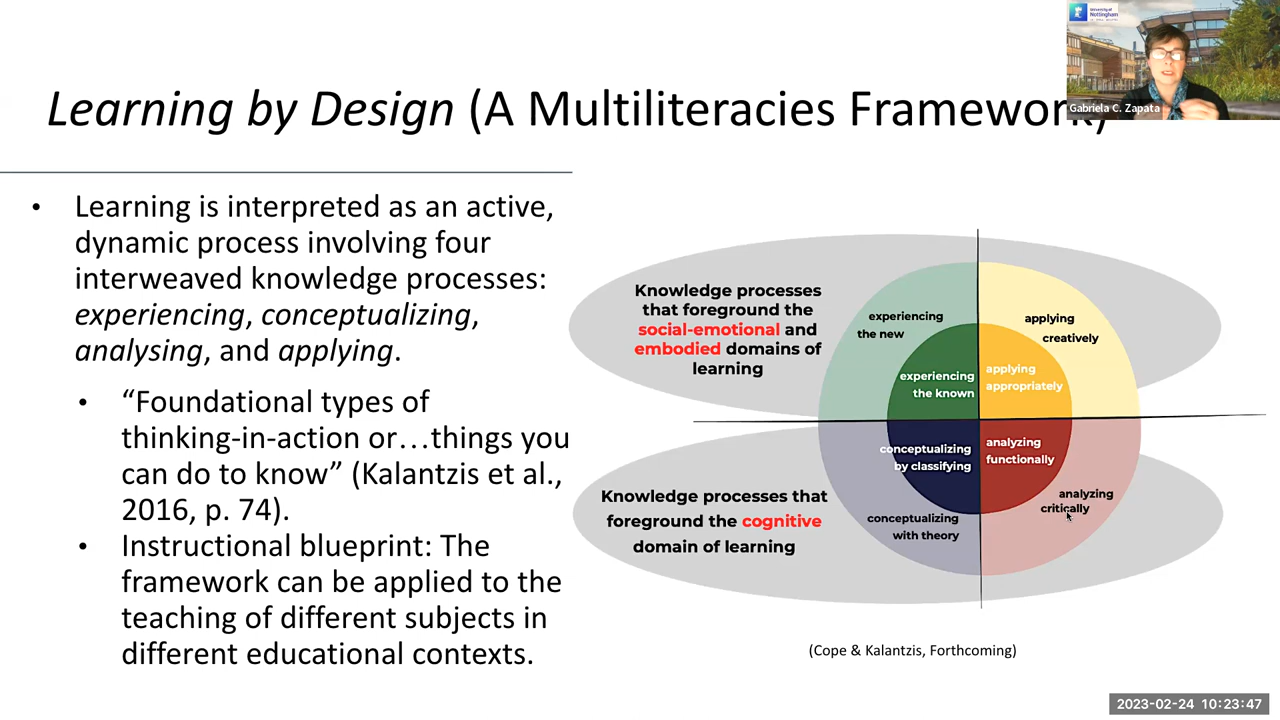 University of
Nottingham
Gabriela C. Zapata
Learning by Design (A Multiliteracies Framework)
• Learning is interpreted as an active,
dynamic process involving four
interweaved knowledge processes:
experiencing, conceptualizing,
analysing, and applying.
• “Foundational types of
thinking-in-action or…things you
can do to know” (Kalantzis et al.,
2016, p. 74).
• Instructional blueprint: The
framework can be applied to the
teaching of different subjects in
different educational contexts.
Knowledge processes
that foreground the
social-emotional and
embodied domains of
learning
experiencing
the new
experiencing
the known
applying
creatively
applying
appropriately
Knowledge processes that
foreground the cognitive
domain of learning
conceptualizing
by classifying
conceptualizing
with theory
analyzing
functionally
analyzing
critically
(Cope & Kalantzis, Forthcoming)
2023-02-24 10:23:47